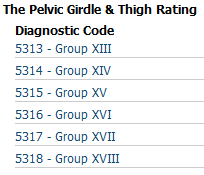 The Pelvic Girdle & Thigh Rating
Diagnostic Code
5313 - Group XIII
5314 - Group XIV
5315 - Group XV
5316 - Group XVI
5317 - Group XVII
5318 - Group XVIII